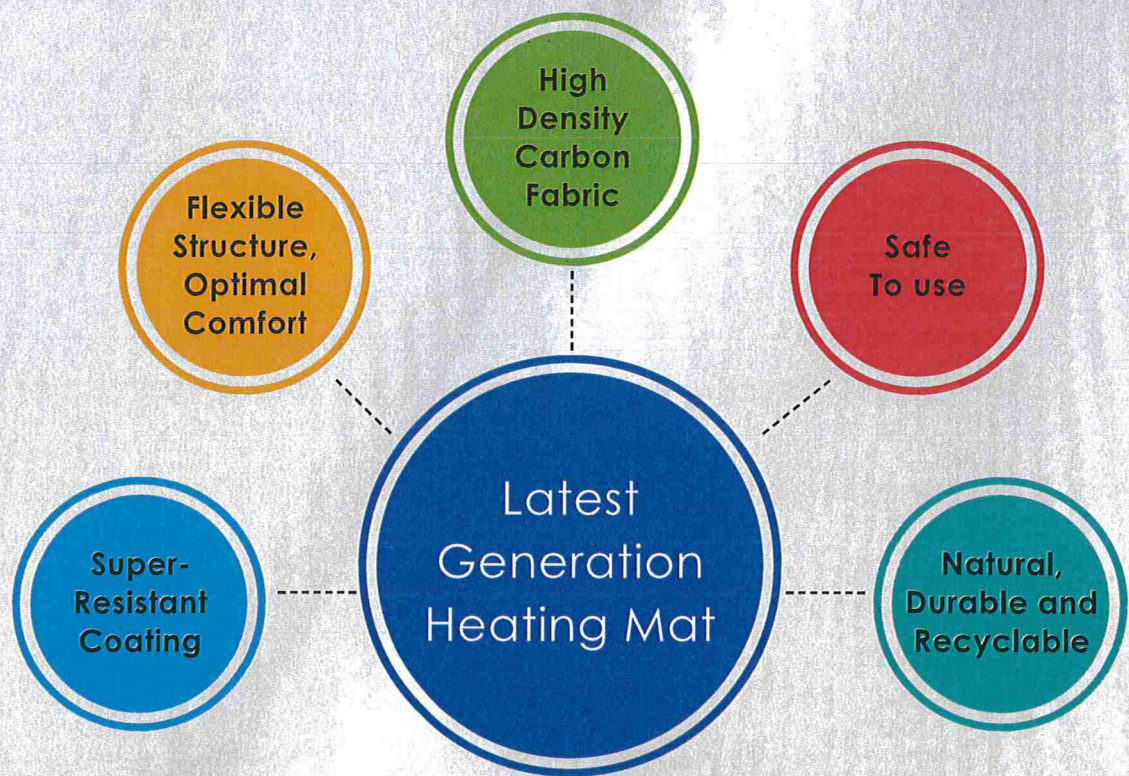 High
Density
Carbon
Fabric
Flexible
Structure,
Optimal
Comfort
Safe
To use
Latest
Generation
Heating Mat
Super-
Resistant
Coating
Natural,
Durable and
Recyclable